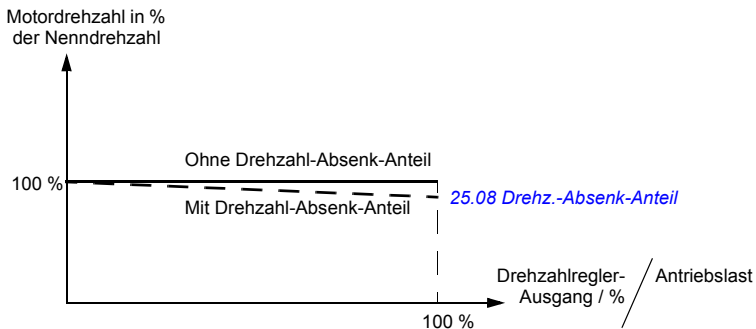 Motordrehzahl in %
der Nenndrehzahl
Ohne Drehzahl-Absenk-Anteil
100 %
25.08 Drehz.-Absenk-Anteil
Mit Drehzahl-Absenk-Anteil
Drehzahlregler-
Ausgang / %
Antriebslast
100 %